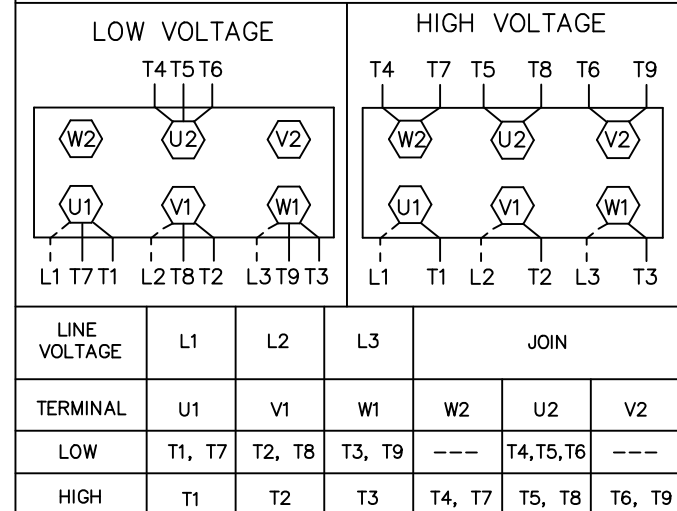 LOW VOLTAGE
T4 T5 T6
W2 U2 V2
U1 V1 W1
L1 T7 T1 L2 T8 T2 L3 T9 T3
HIGH VOLTAGE
T4 T7 T5 T8 T6 T9
W2 U2 V2
U1 V1 W1
L1 T1 L2 T2 L3 T3
LINE VOLTAGE L1 L2 L3 JOIN
TERMINAL U1 V1 W1 W2 U2 V2
LOW T1, T7 T2, T8 T3, T9 --- T4,T5,T6 ---
HIGH T1 T2 T3 T4, T7 T5, T8 T6, T9